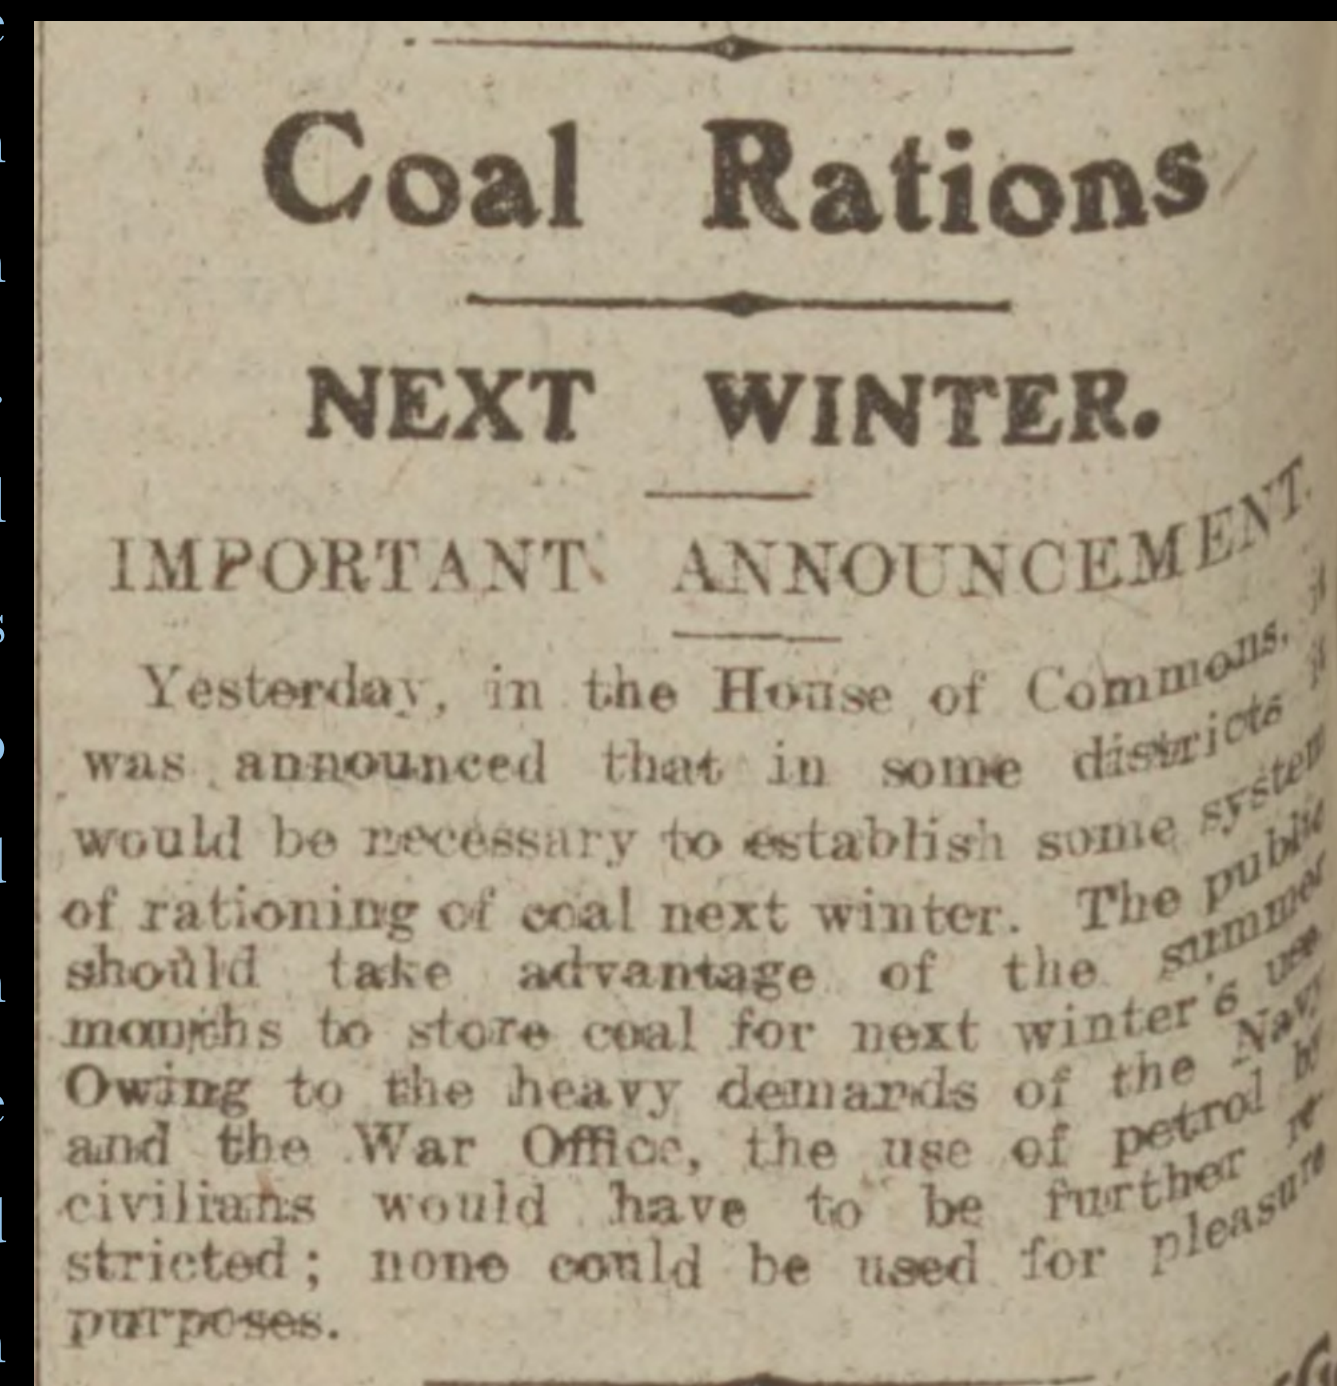 Coal Rations
NEXT WINTER.
IMPORTANT ANNOUNCEMENT.
Yesterday, in the House of Commons, it
was announced that in some districts it
would be necessary to establish some system
of rationing of coal next winter. The public
should take advantage of the summer
months to store coal for next winter's use.
Owing to the heavy demands of the Navy
and the War Office, the use of petrol by
civilians would have to be further re-
stricted; none could be used for pleasure
purposes.